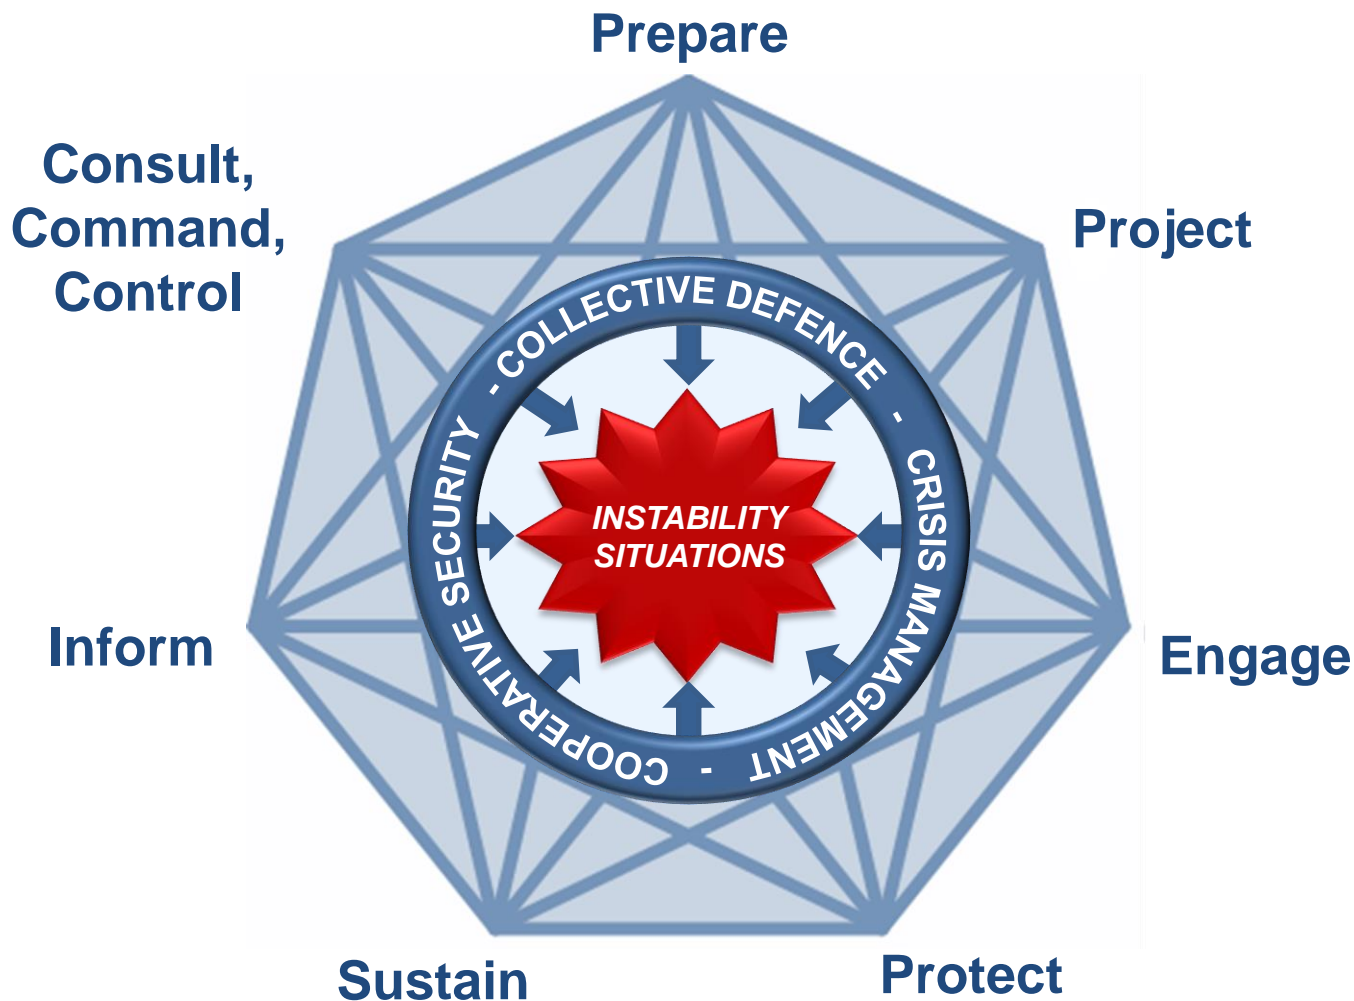 Prepare
Consult,
Command,
Control
Project
- COLLECTIVE DEFENCE - CRISIS MANAGEMENT - COOPERATIVE SECURITY
INSTABILITY
SITUATIONS
Inform
Engage
Sustain
Protect